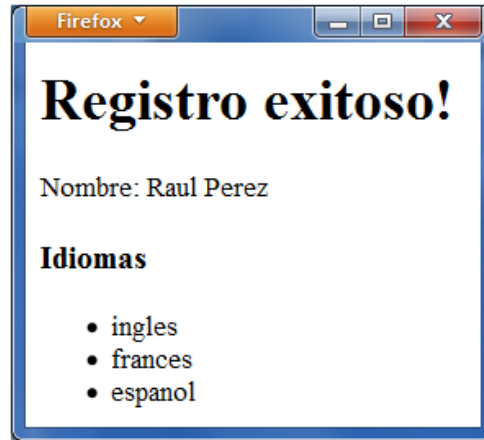 Firefox
Registro exitoso!
Nombre: Raul Perez
Idiomas
• ingles
• frances
• espanol